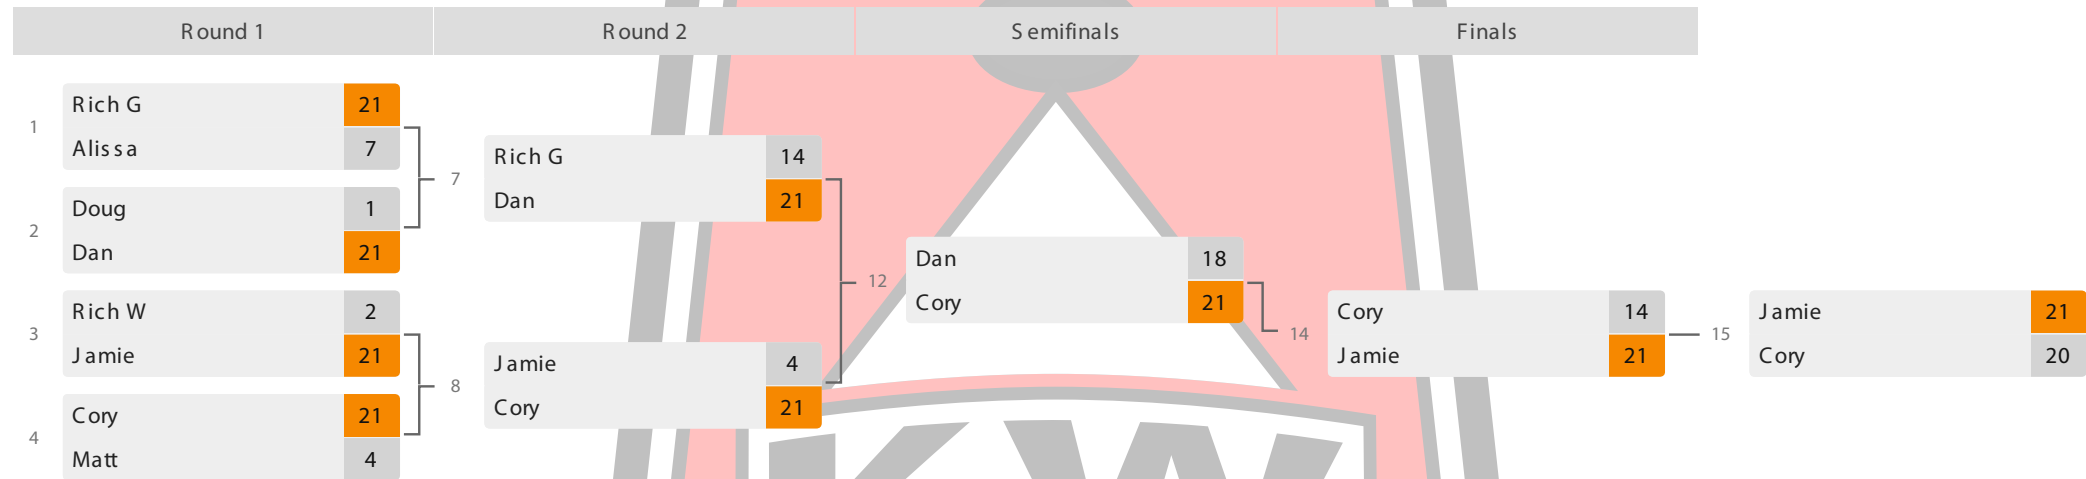 Round 1 Round 2 Semifinals Finals
1
Rich G 21
Alissa 7
2
Doug 1
Dan 21
3
Rich W 2
Jamie 21
4
Cory 21
Matt 4
7
Rich G 14
Dan 21
8
Jamie 4
Cory 21
12
Dan 18
Cory 21
14
Cory 14
Jamie 21
15
Jamie 21
Cory 20